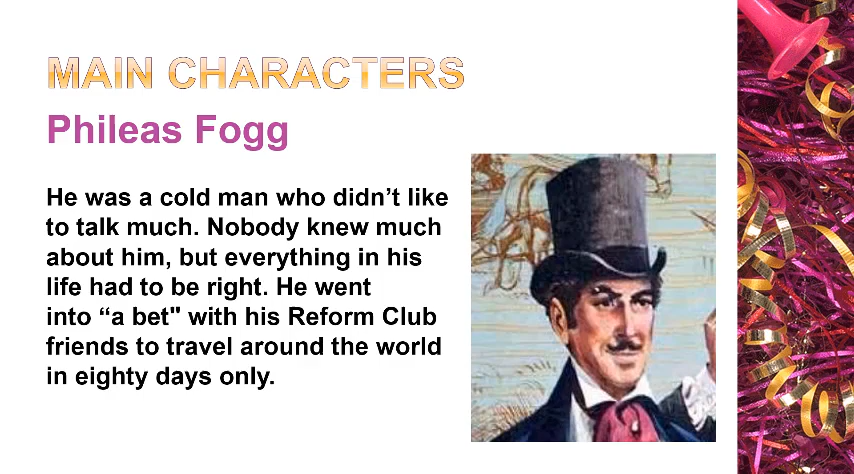 MAIN CHARACTERS
Phileas Fogg
He was a cold man who didn’t like
to talk much. Nobody knew much
about him, but everything in his
life had to be right. He went
into “a bet" with his Reform Club
friends to travel around the world
in eighty days only.